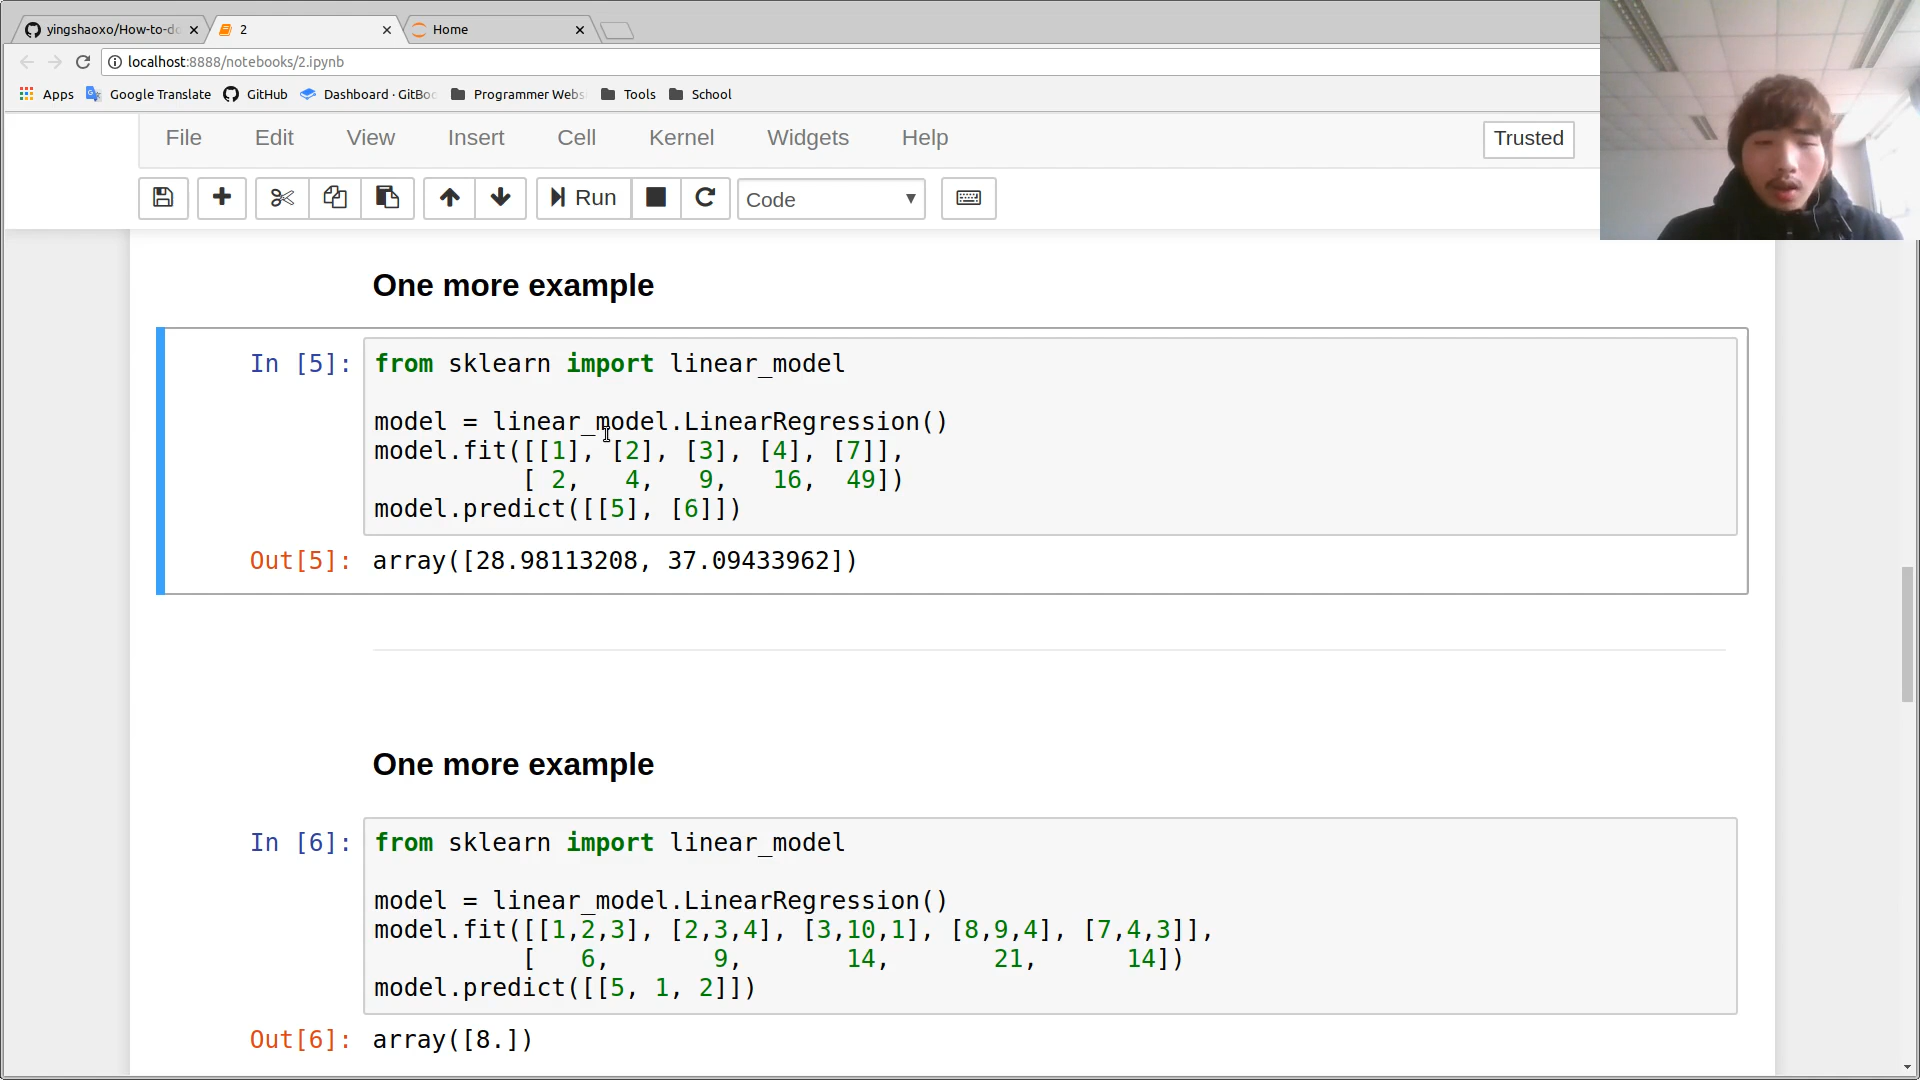 yingshaoxo/How-to-do
2
Home
localhost:8888/notebooks/2.ipynb
Apps
Google Translate
GitHub
Dashboard · GitBoo
Programmer Webs
Tools
School
File
Edit
View
Insert
Cell
Kernel
Widgets
Help
Trusted
Run
Code
One more example
In [5]:
from sklearn import linear_model
model = linear_model.LinearRegression()
model.fit([[1], [2], [3], [4], [7]],
[ 2, 4, 9, 16, 49])
model.predict([[5], [6]])
Out[5]: array([28.98113208, 37.09433962])
One more example
In [6]:
from sklearn import linear_model
model = linear_model.LinearRegression()
model.fit([[1,2,3], [2,3,4], [3,10,1], [8,9,4], [7,4,3]],
[ 6, 9, 14, 21, 14])
model.predict([[5, 1, 2]])
Out[6]: array([8.])